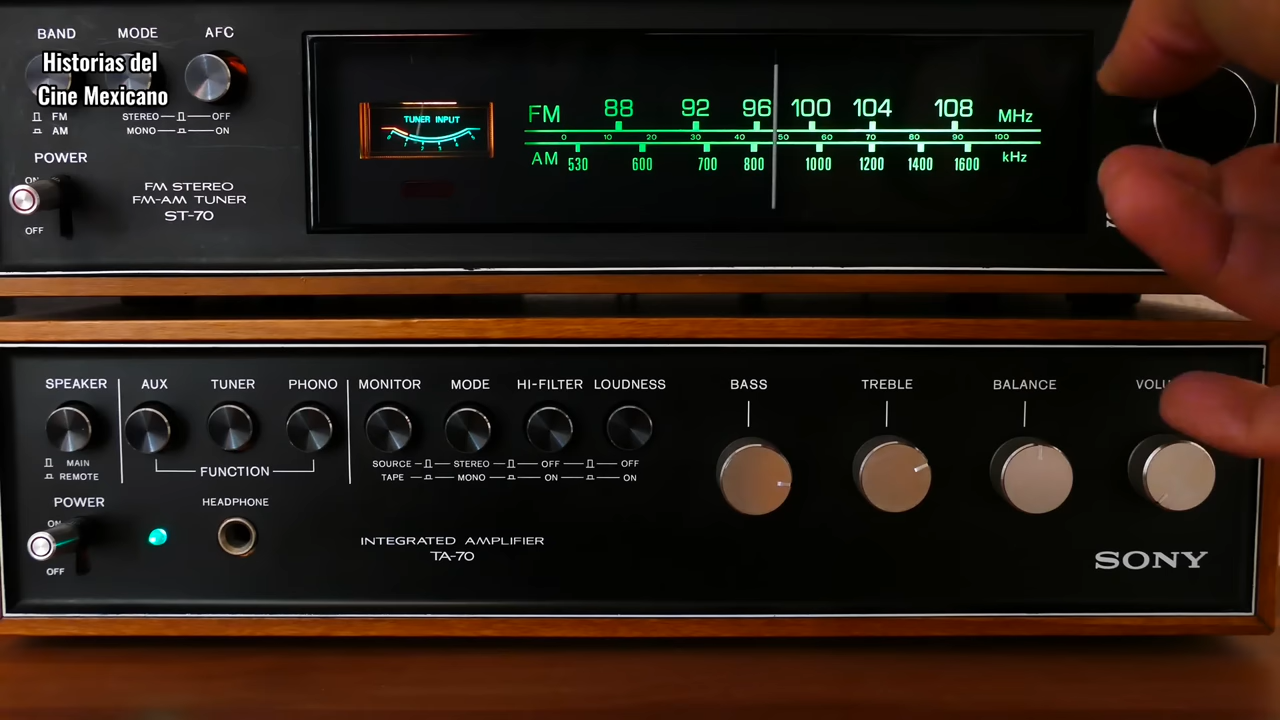 BAND MODE AFC
Historias del
Cine Mexicano
FM STEREO OFF
AM MONO ON
POWER
ON
OFF
FM STEREO
FM-AM TUNER
ST-70
TUNER INPUT
FM 88 92 96 100 104 108 MHz
0 10 20 30 40 50 60 70 80 90 100
AM 530 600 700 800 1000 1200 1400 1600 kHz
SPEAKER AUX TUNER PHONO MONITOR MODE HI-FILTER LOUDNESS BASS TREBLE BALANCE
MAIN
REMOTE
FUNCTION
SOURCE STEREO OFF OFF
TAPE MONO ON ON
POWER
ON
OFF
HEADPHONE
INTEGRATED AMPLIFIER
TA-70
SONY